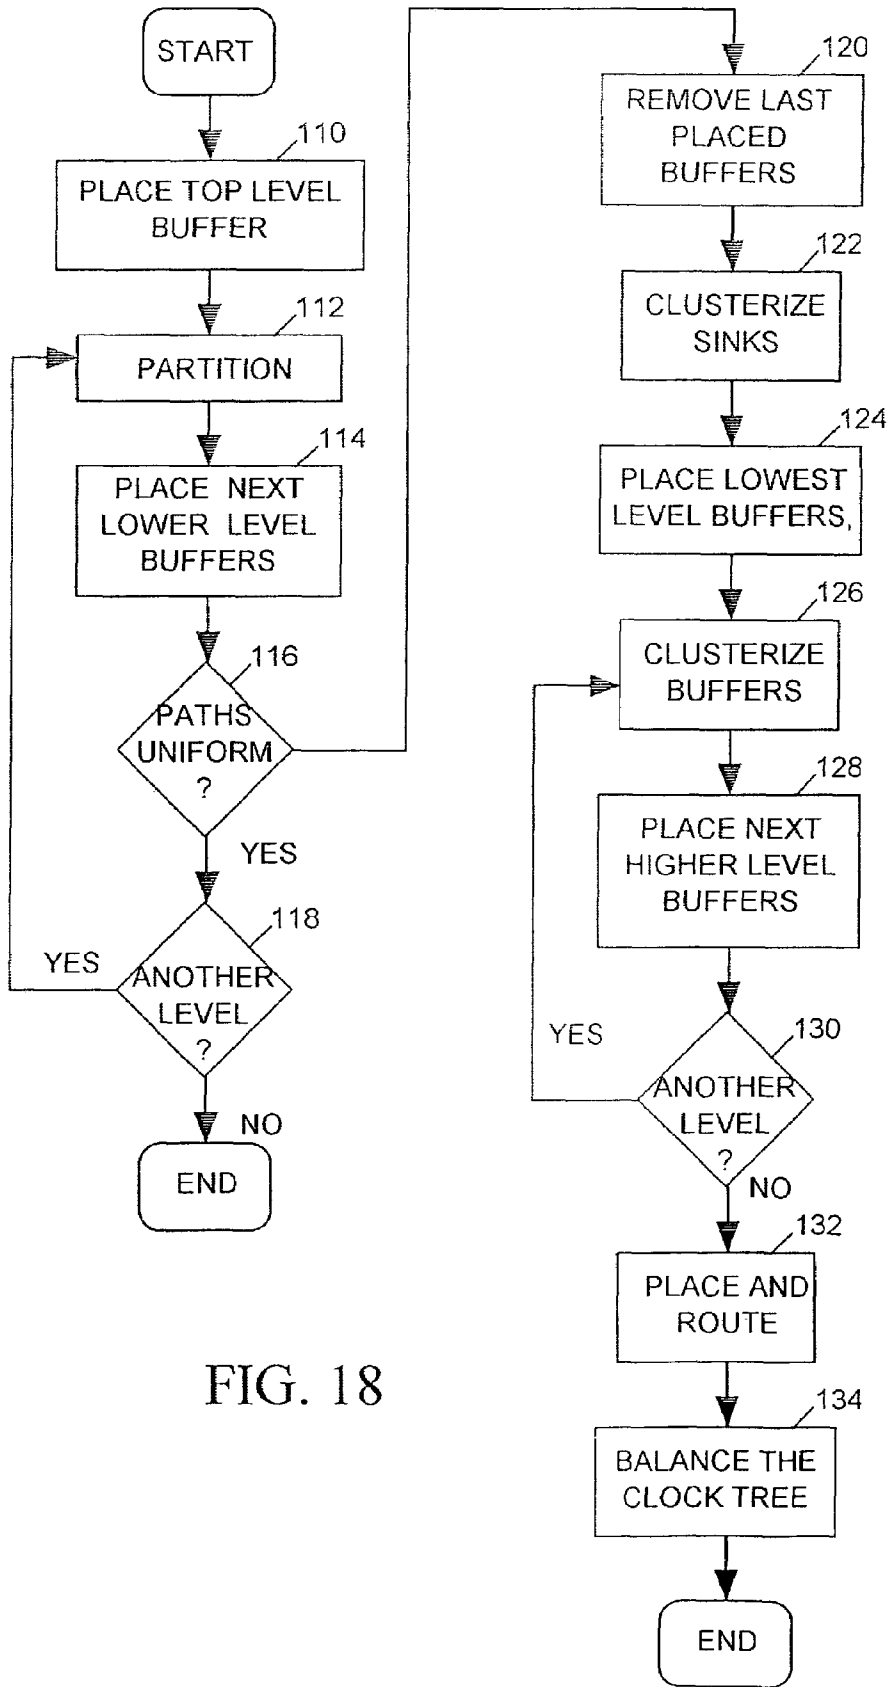 START
110
PLACE TOP LEVEL
BUFFER
112
PARTITION
114
PLACE NEXT
LOWER LEVEL
BUFFERS
116
PATHS
UNIFORM
?
YES
118
ANOTHER
LEVEL
?
YES
NO
END
120
REMOVE LAST
PLACED
BUFFERS
122
CLUSTERIZE
SINKS
124
PLACE LOWEST
LEVEL BUFFERS,
126
CLUSTERIZE
BUFFERS
128
PLACE NEXT
HIGHER LEVEL
BUFFERS
130
YES
ANOTHER
LEVEL
?
NO
132
PLACE AND
ROUTE
134
BALANCE THE
CLOCK TREE
END
FIG. 18